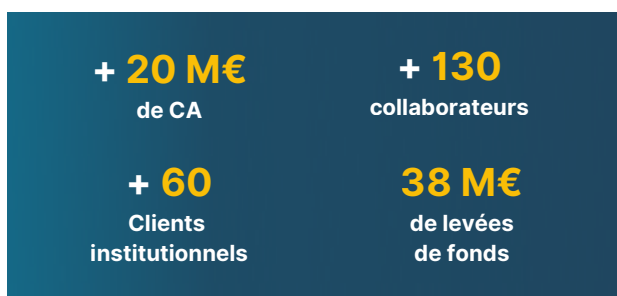 + 20 M€
de CA
+ 130
collaborateurs
+ 60
Clients
institutionnels
38 M€
de levées
de fonds